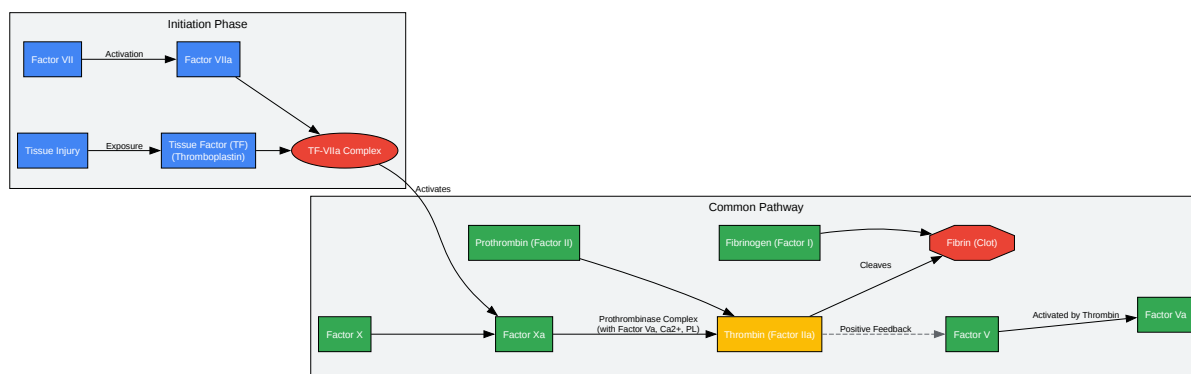 Initiation Phase
Factor VII
Activation
Factor VIIa
Tissue Injury
Exposure
Tissue Factor (TF)
(Thromboplastin)
TF-VIIa Complex
Activates
Common Pathway
Prothrombin (Factor II)
Fibrinogen (Factor I)
Fibrin (Clot)
Cleaves
Factor X
Factor Xa
Prothrombinase Complex
(with Factor Va, Ca2+, PL)
Thrombin (Factor IIa)
Positive Feedback
Factor V
Activated by Thrombin
Factor Va